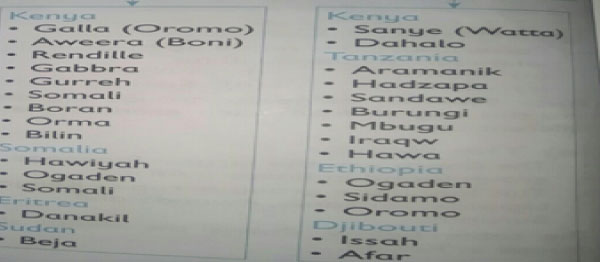 Kenya
• Galla (Oromo)
• Aweera (Boni)
• Rendille
• Gabbra
• Gurreh
• Somali
• Boran
• Orma
• Bilin
Somalia
• Hawiyah
• Ogaden
• Somali
Eritrea
• Danakil
Sudan
• Beja
Kenya
• Sanye (Watta)
• Dahalo
Tanzania
• Aramanik
• Hadzapa
• Sandawe
• Burungi
• Mbugu
• Iraqw
• Hawa
Ethiopia
• Ogaden
• Sidamo
• Oromo
Djibouti
• Issah
• Afar